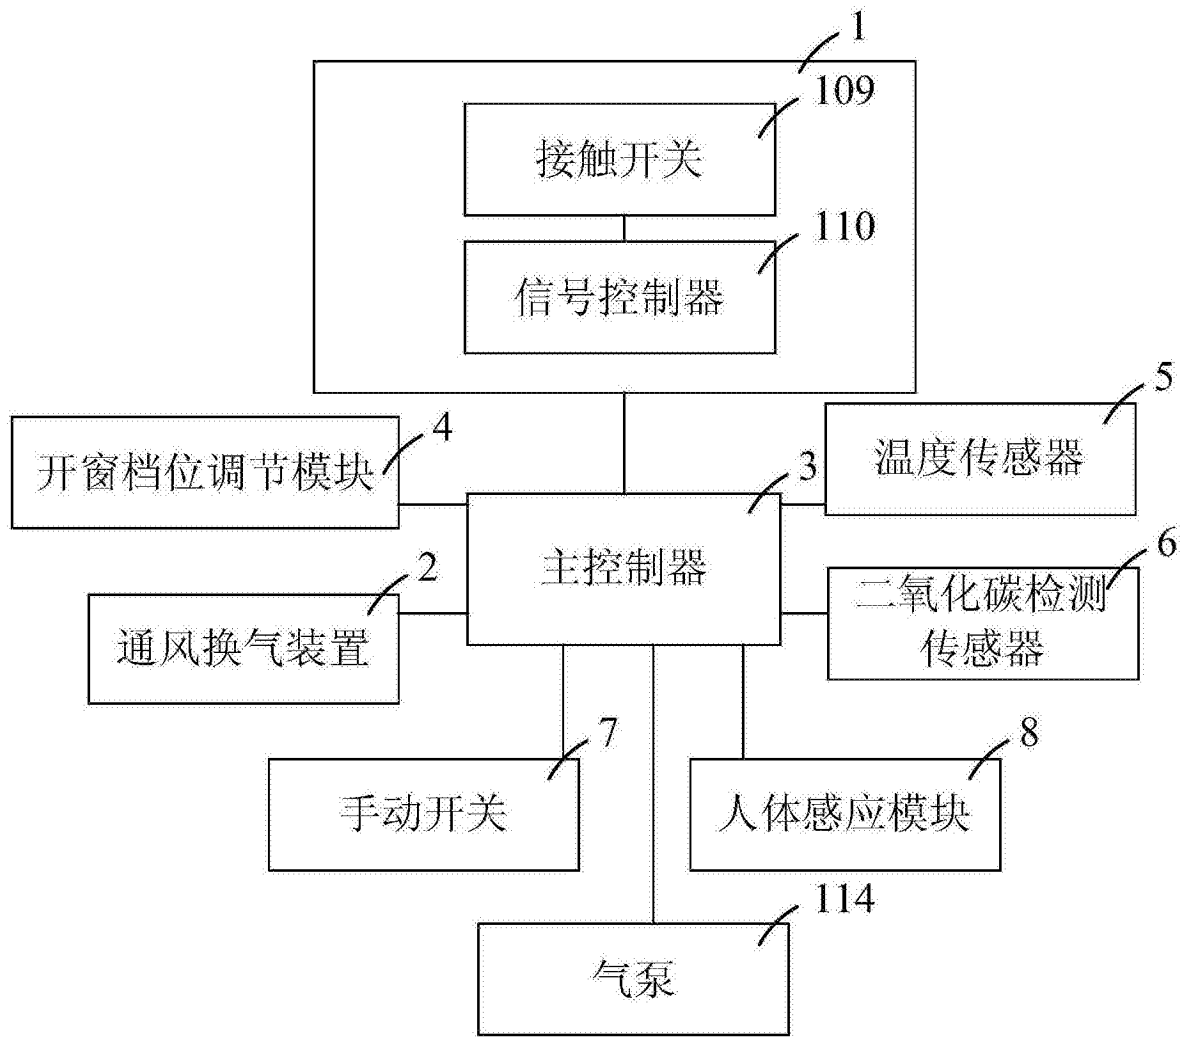 1
109
接触开关
110
信号控制器
4
开窗档位调节模块
5
温度传感器
3
主控制器
2
通风换气装置
6
二氧化碳检测
传感器
7
手动开关
8
人体感应模块
114
气泵